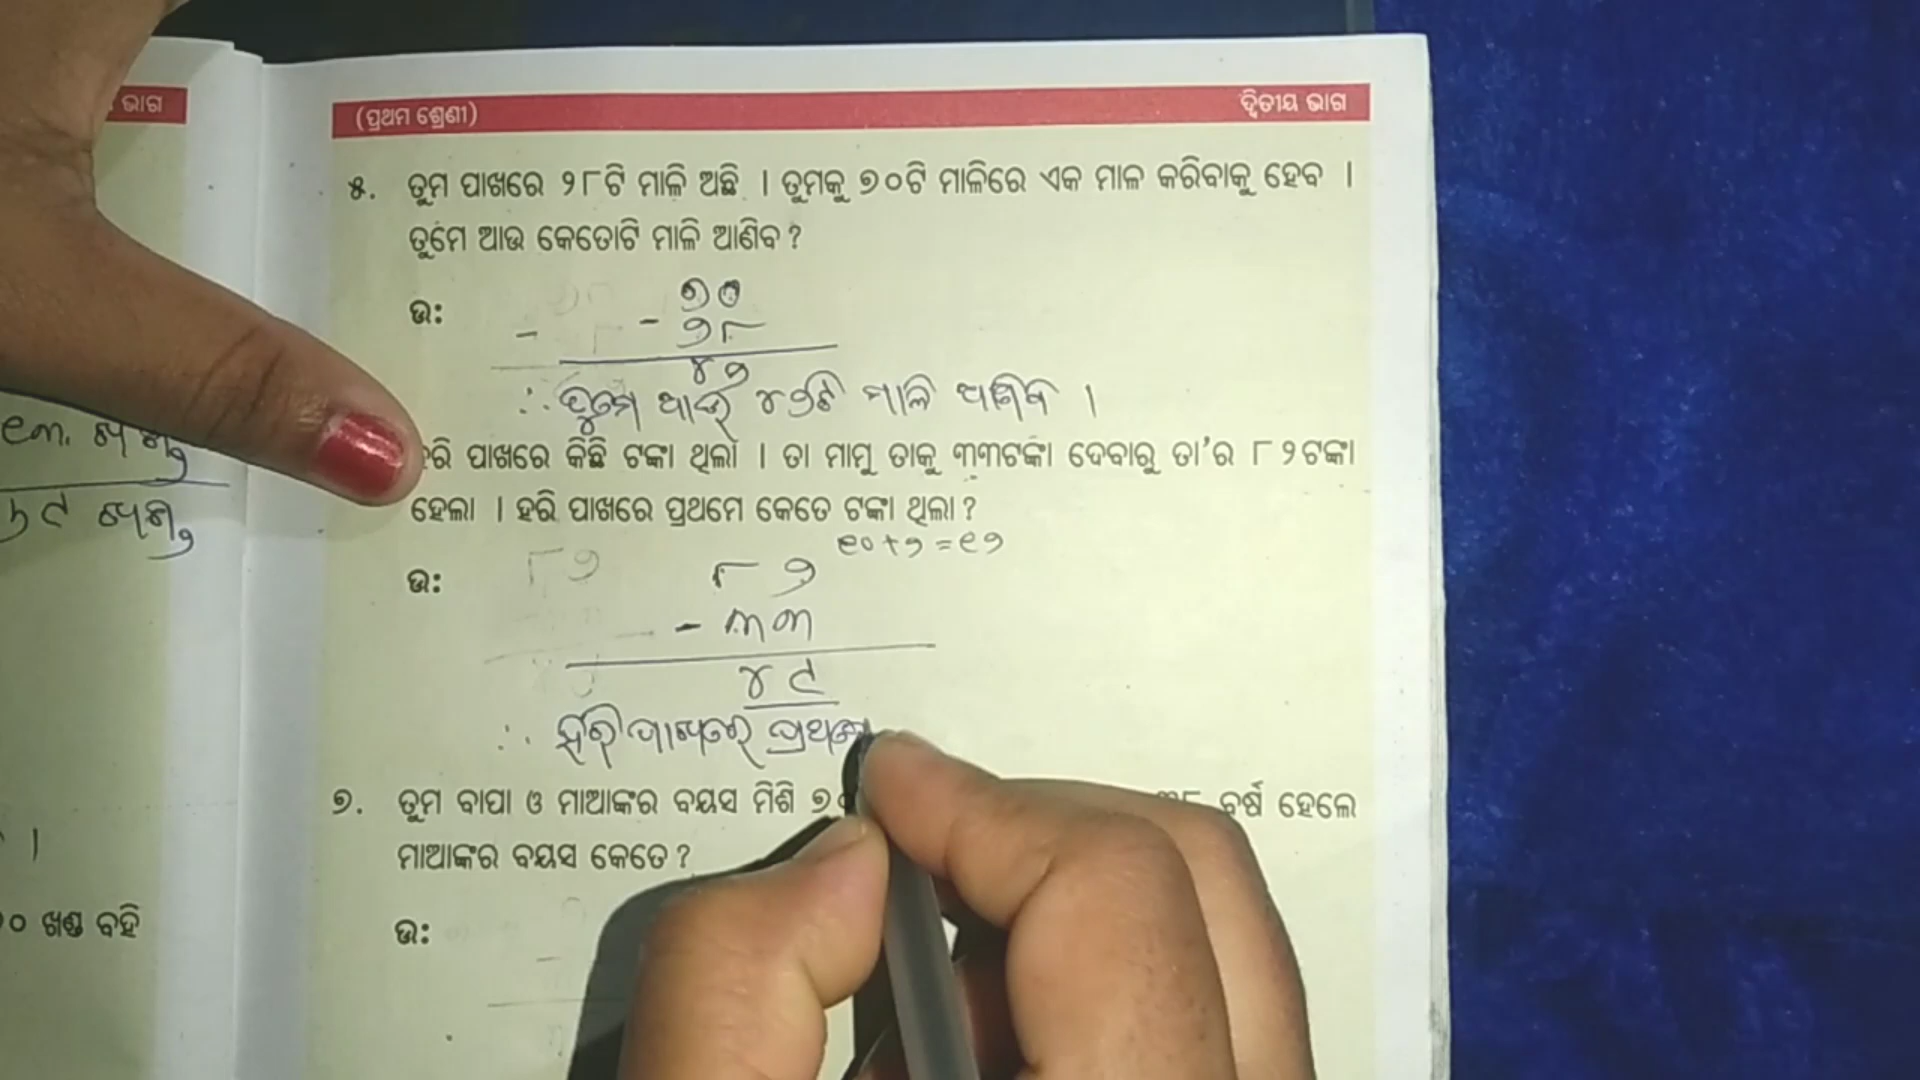 ଭାଗ
(ପ୍ରଥମ ଶ୍ରେଣୀ) ଦ୍ଵିତୀୟ ଭାଗ
୫. ତୁମ ପାଖରେ ୨୮ଟି ମାଳି ଅଛି । ତୁମକୁ ୭୦ଟି ମାଳିରେ ଏକ ମାଳ କରିବାକୁ ହେବ ।
ତୁମେ ଆଉ କେତୋଟି ମାଳି ଆଣିବ ?
ଉ: ୭୦
- ୨୮
୪୨
∴ ତୁମେ ଆଉ ୪୨ଟି ମାଳି ଆଣିବ ।
ହରି ପାଖରେ କିଛି ଟଙ୍କା ଥିଲା । ତା ମାମୁ ତାକୁ ୩୩ଟଙ୍କା ଦେବାରୁ ତା'ର ୮୨ଟଙ୍କା
ହେଲା । ହରି ପାଖରେ ପ୍ରଥମେ କେତେ ଟଙ୍କା ଥିଲା ?
୧୦+୨=୧୨
ଉ: ୮୨
- ୩୩
୪୯
∴ ହରି ପାଖରେ ପ୍ରଥମେ
୭. ତୁମ ବାପା ଓ ମାଆଙ୍କର ବୟସ ମିଶି ବର୍ଷ ହେଲେ
ମାଆଙ୍କର ବୟସ କେତେ ?
୦ ଖଣ୍ଡ ବହି
ଉ: